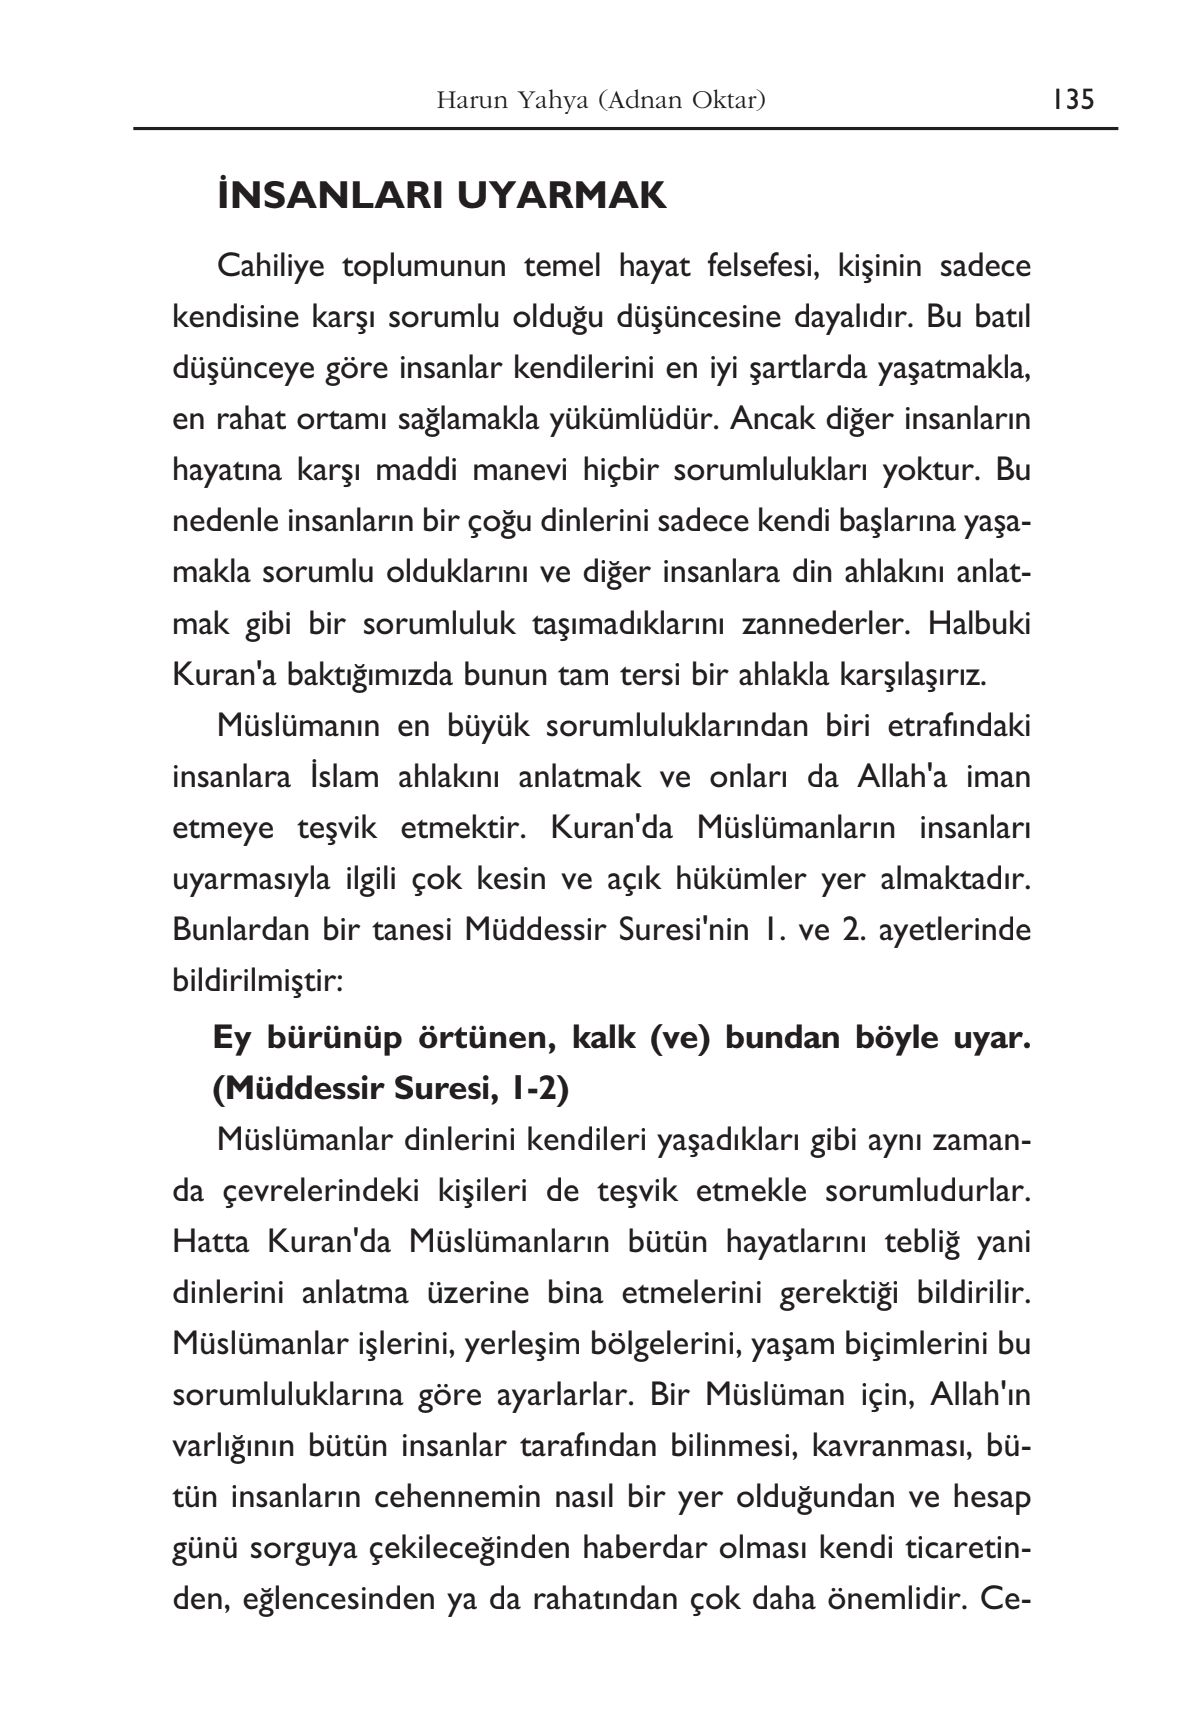 Harun Yahya (Adnan Oktar)
135
İNSANLARI UYARMAK
Cahiliye toplumunun temel hayat felsefesi, kişinin sadece
kendisine karşı sorumlu olduğu düşüncesine dayalıdır. Bu batıl
düşünceye göre insanlar kendilerini en iyi şartlarda yaşatmakla,
en rahat ortamı sağlamakla yükümlüdür. Ancak diğer insanların
hayatına karşı maddi manevi hiçbir sorumlulukları yoktur. Bu
nedenle insanların bir çoğu dinlerini sadece kendi başlarına yaşa-
makla sorumlu olduklarını ve diğer insanlara din ahlakını anlat-
mak gibi bir sorumluluk taşımadıklarını zannederler. Halbuki
Kuran'a baktığımızda bunun tam tersi bir ahlakla karşılaşırız.
Müslümanın en büyük sorumluluklarından biri etrafındaki
insanlara İslam ahlakını anlatmak ve onları da Allah'a iman
etmeye teşvik etmektir. Kuran'da Müslümanların insanları
uyarmasıyla ilgili çok kesin ve açık hükümler yer almaktadır.
Bunlardan bir tanesi Müddessir Suresi'nin 1. ve 2. ayetlerinde
bildirilmiştir:
Ey bürünüp örtünen, kalk (ve) bundan böyle uyar.
(Müddessir Suresi, 1-2)
Müslümanlar dinlerini kendileri yaşadıkları gibi aynı zaman-
da çevrelerindeki kişileri de teşvik etmekle sorumludurlar.
Hatta Kuran'da Müslümanların bütün hayatlarını tebliğ yani
dinlerini anlatma üzerine bina etmelerini gerektiği bildirilir.
Müslümanlar işlerini, yerleşim bölgelerini, yaşam biçimlerini bu
sorumluluklarına göre ayarlarlar. Bir Müslüman için, Allah'ın
varlığının bütün insanlar tarafından bilinmesi, kavranması, bü-
tün insanların cehennemin nasıl bir yer olduğundan ve hesap
günü sorguya çekileceğinden haberdar olması kendi ticaretin-
den, eğlencesinden ya da rahatından çok daha önemlidir. Ce-